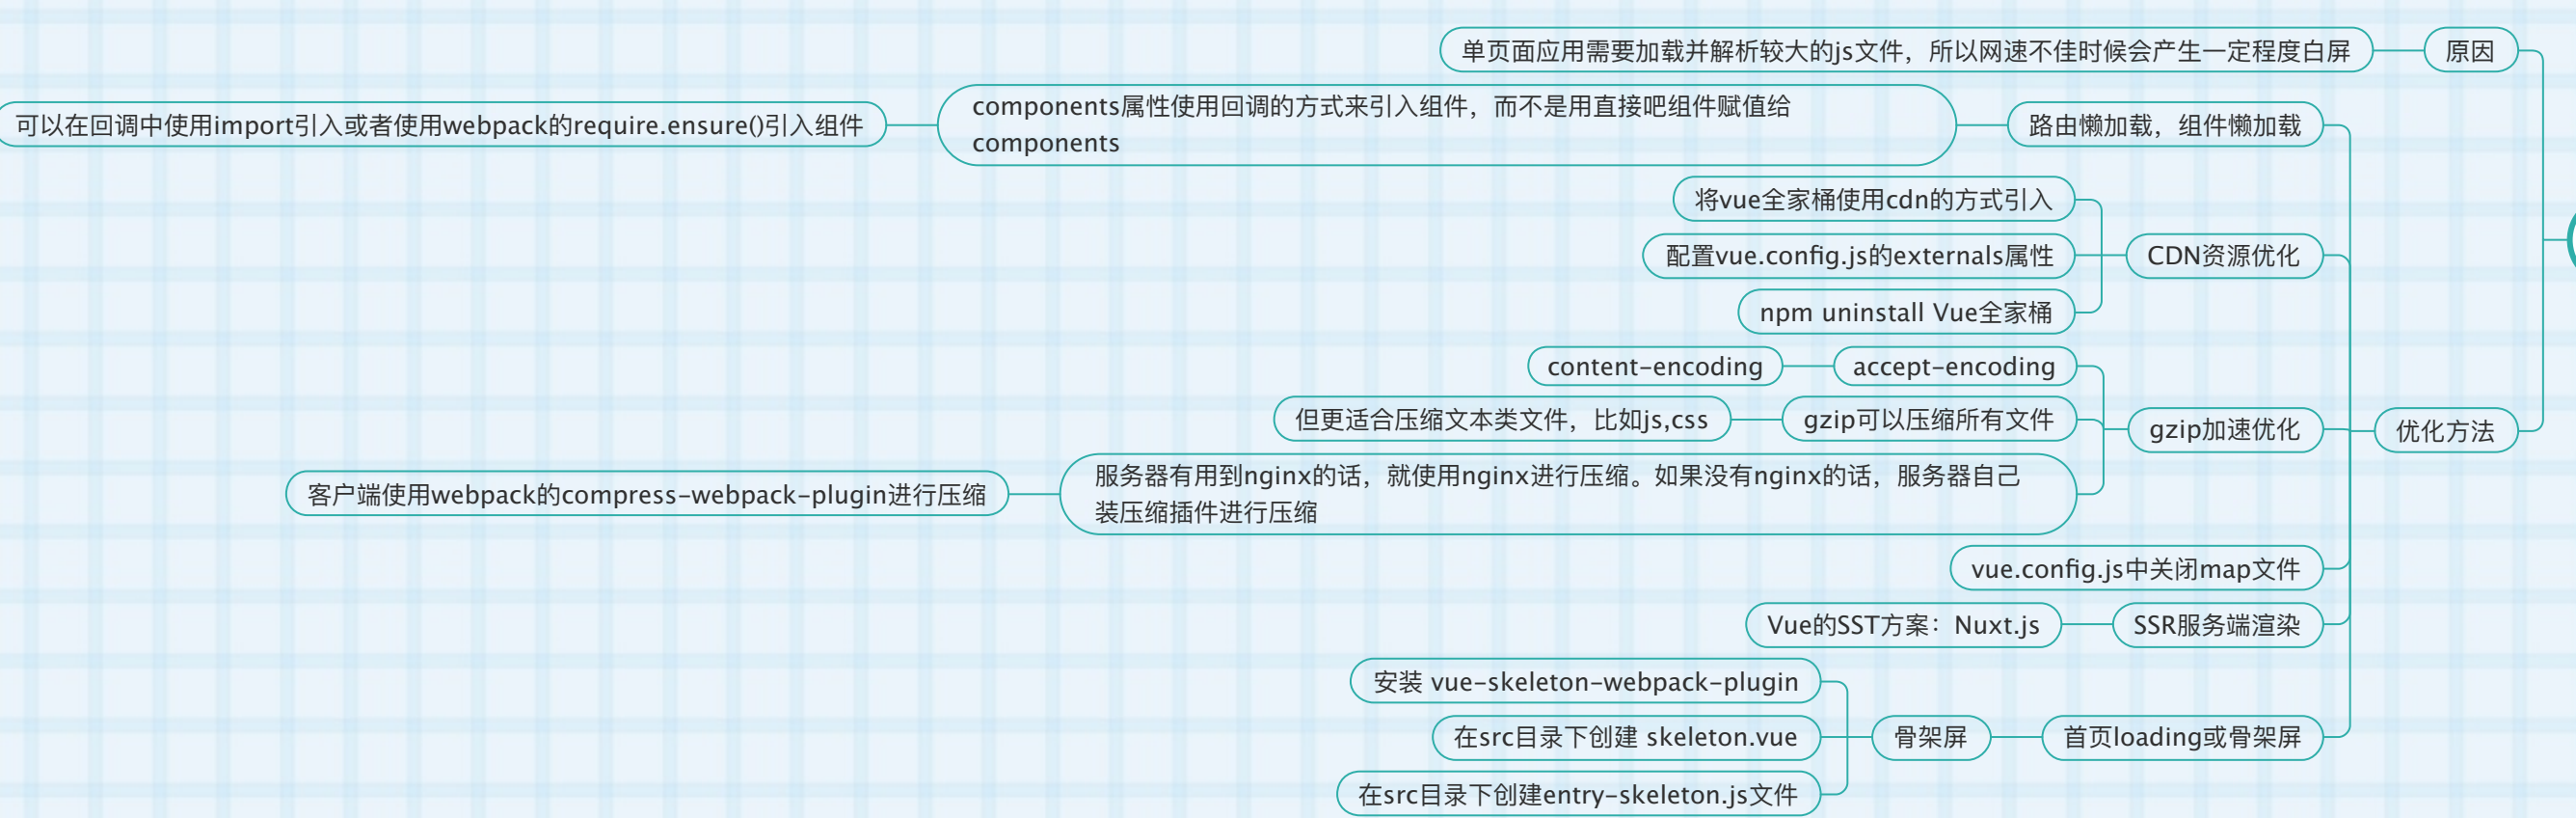 单页面应用需要加载并解析较大的js文件，所以网速不佳时候会产生一定程度白屏
原因
可以在回调中使用import引入或者使用webpack的require.ensure()引入组件
components属性使用回调的方式来引入组件，而不是用直接吧组件赋值给
components
路由懒加载，组件懒加载
将vue全家桶使用cdn的方式引入
配置vue.config.js的externals属性
CDN资源优化
npm uninstall Vue全家桶
content-encoding
accept-encoding
但更适合压缩文本类文件，比如js,css
gzip可以压缩所有文件
gzip加速优化
优化方法
客户端使用webpack的compress-webpack-plugin进行压缩
服务器有用到nginx的话，就使用nginx进行压缩。如果没有nginx的话，服务器自己
装压缩插件进行压缩
vue.config.js中关闭map文件
Vue的SST方案：Nuxt.js
SSR服务端渲染
安装 vue-skeleton-webpack-plugin
在src目录下创建 skeleton.vue
骨架屏
首页loading或骨架屏
在src目录下创建entry-skeleton.js文件